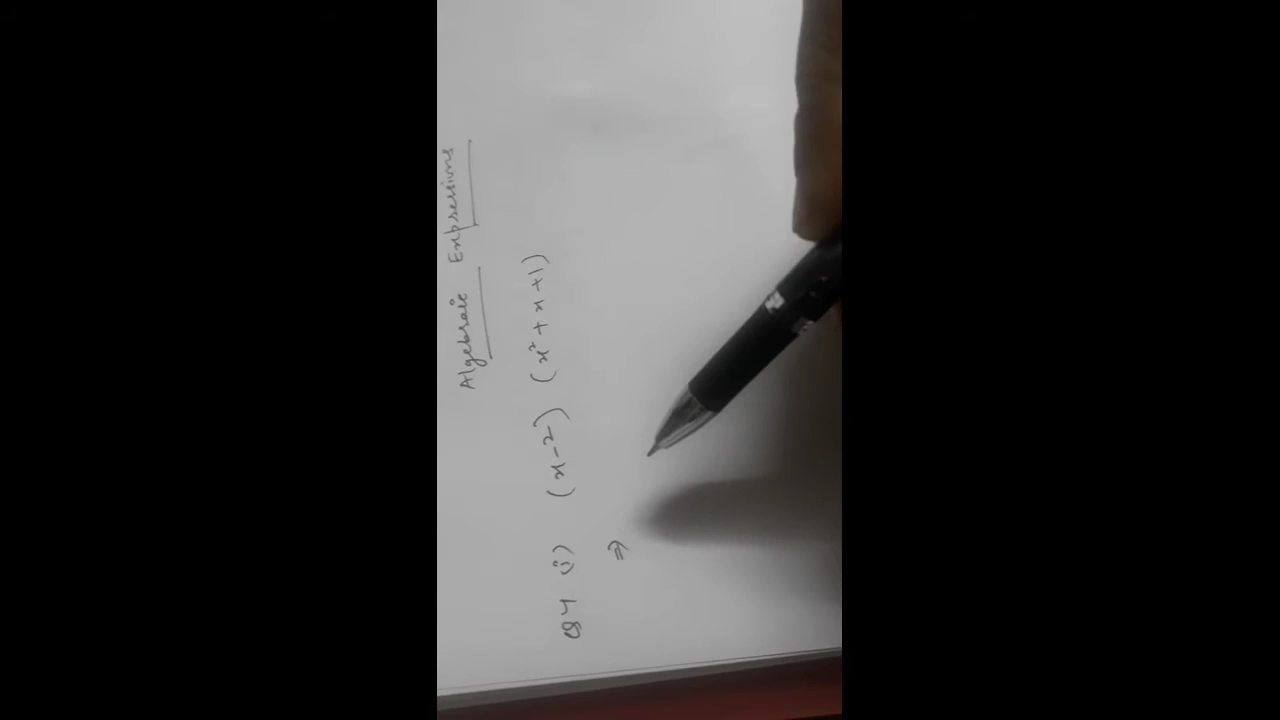 Algebraic Expressions
Q4 (i) (x-2) (x²+x+1)
⇒